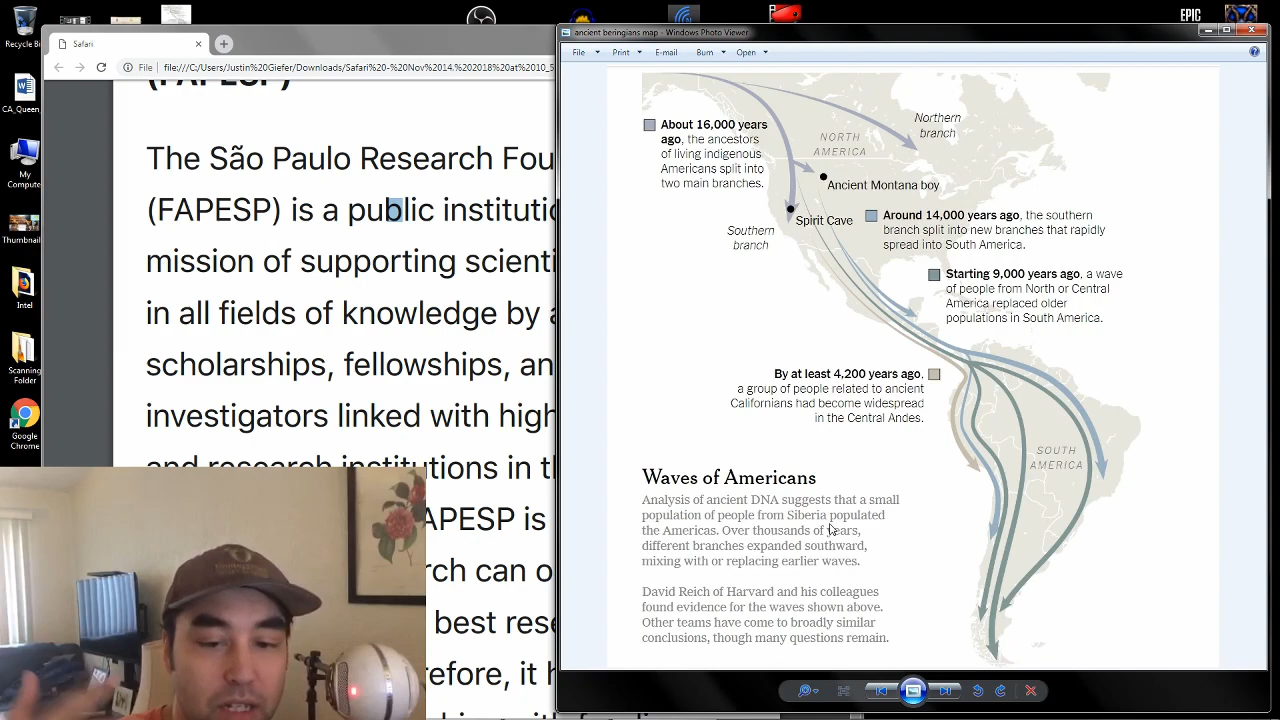 Recycle Bi
CA_Queen_
My
Compute
Thumbnail
Intel
Scanning
Folder
Google
Chrome
EPIC
Safari
File
file:///C:/Users/Justin Giefer/Downloads/Safari%20-%20Nov%2014,%202018%20at%2010_5
(FAPESP)
The São Paulo Research Fou
(FAPESP) is a public instituti
mission of supporting scienti
in all fields of knowledge by a
scholarships, fellowships, an
investigators linked with high
and research institutions in t
APESP is
rch can o
best rese
refore, it h
ancient beringians map - Windows Photo Viewer
File Print E-mail Burn Open
About 16,000 years
ago, the ancestors
of living indigenous
Americans split into
two main branches.
Northern
branch
NORTH
AMERICA
Ancient Montana boy
Spirit Cave
Southern
branch
Around 14,000 years ago, the southern
branch split into new branches that rapidly
spread into South America.
Starting 9,000 years ago, a wave
of people from North or Central
America replaced older
populations in South America.
By at least 4,200 years ago,
a group of people related to ancient
Californians had become widespread
in the Central Andes.
SOUTH
AMERICA
Waves of Americans
Analysis of ancient DNA suggests that a small
population of people from Siberia populated
the Americas. Over thousands of years,
different branches expanded southward,
mixing with or replacing earlier waves.
David Reich of Harvard and his colleagues
found evidence for the waves shown above.
Other teams have come to broadly similar
conclusions, though many questions remain.